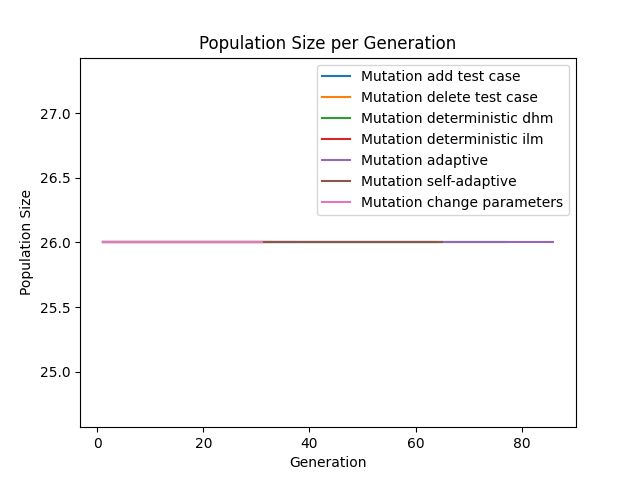 Population Size per Generation
Mutation add test case
Mutation delete test case
Mutation deterministic dhm
Mutation deterministic ilm
Mutation adaptive
Mutation self-adaptive
Mutation change parameters
27.0
26.5
26.0
25.5
25.0
Population Size
0 20 40 60 80
Generation